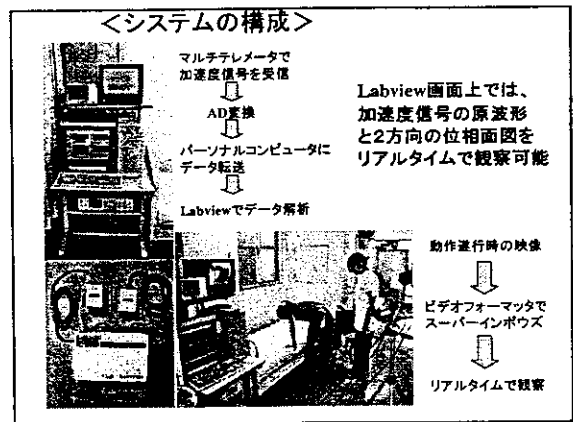 ＜システムの構成＞
マルチテレメータで
加速度信号を受信
AD変換
パーソナルコンピュータに
データ転送
Labviewでデータ解析
Labview画面上では、
加速度信号の原波形
と2方向の位相面図を
リアルタイムで観察可能
動作遂行時の映像
ビデオフォーマッタで
スーパーインポウズ
リアルタイムで観察